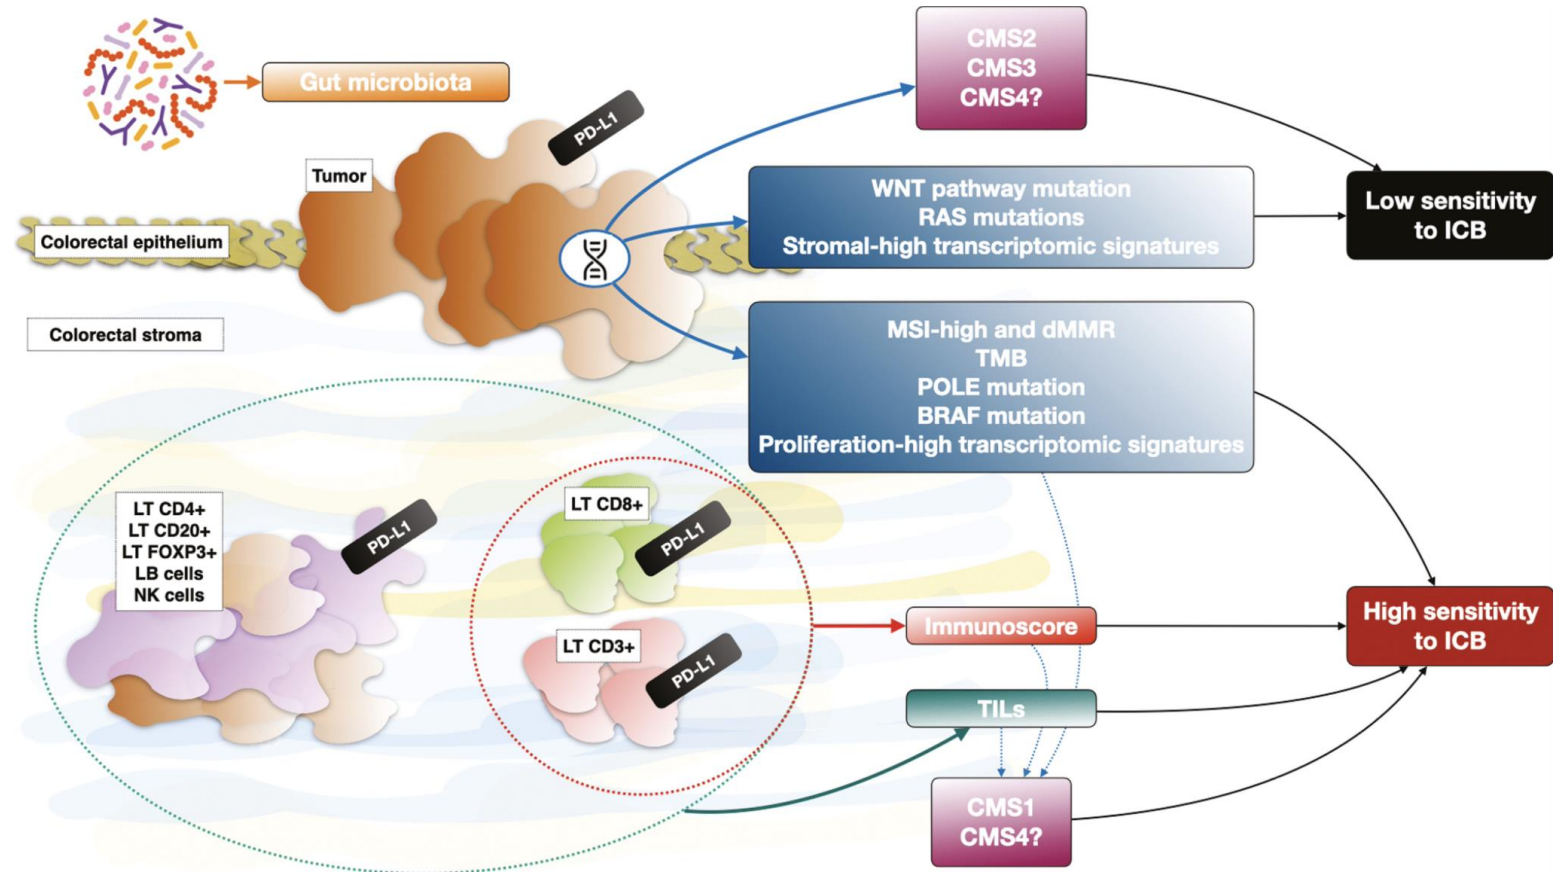 Gut microbiota
PD-L1
Tumor
Colorectal epithelium
Colorectal stroma
CMS2
CMS3
CMS4?
WNT pathway mutation
RAS mutations
Stromal-high transcriptomic signatures
Low sensitivity
to ICB
MSI-high and dMMR
TMB
POLE mutation
BRAF mutation
Proliferation-high transcriptomic signatures
LT CD4+
LT CD20+
LT FOXP3+
LB cells
NK cells
PD-L1
LT CD8+
PD-L1
LT CD3+
PD-L1
Immunoscore
High sensitivity
to ICB
TILs
CMS1
CMS4?